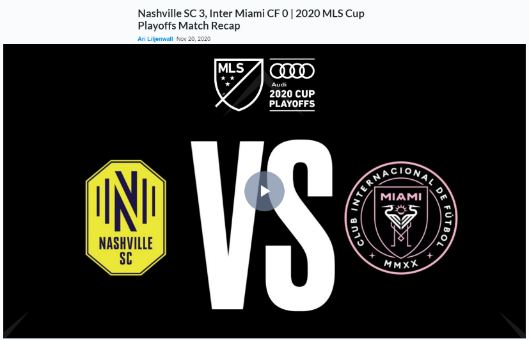 Nashville SC 3, Inter Miami CF 0 | 2020 MLS Cup
Playoffs Match Recap
Ari Liljenwall Nov 20, 2020
MLS
Audi
2020 CUP
PLAYOFFS
VS
N
NASHVILLE
SC
CLUB INTERNACIONAL DE FÚTBOL
MIAMI
MMXX